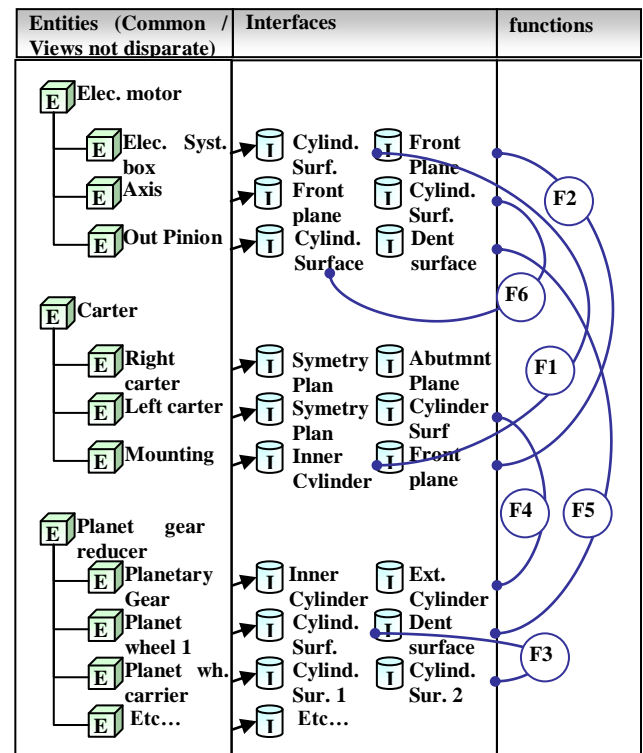 Entities (Common / Interfaces functions
Views not disparate)
E Elec. motor
E Elec. Syst. I Cylind. I Front
box Surf. Plane
E Axis I Front I Cylind.
plane Surf.
F2
E Out Pinion I Cylind. I Dent
Surface surface
F6
E Carter
E Right I Symetry I Abutmnt
carter Plan Plane
F1
E Left carter I Symetry I Cylinder
Plan Surf
E Mounting I Inner I Front
Cylinder plane
F4 F5
E Planet gear
reducer
E Planetary I Inner I Ext.
Gear Cylinder Cylinder
E Planet I Cylind. I Dent
wheel 1 Surf. surface
F3
E Planet wh. I Cylind. I Cylind.
carrier Sur. 1 Sur. 2
E Etc… I Etc…